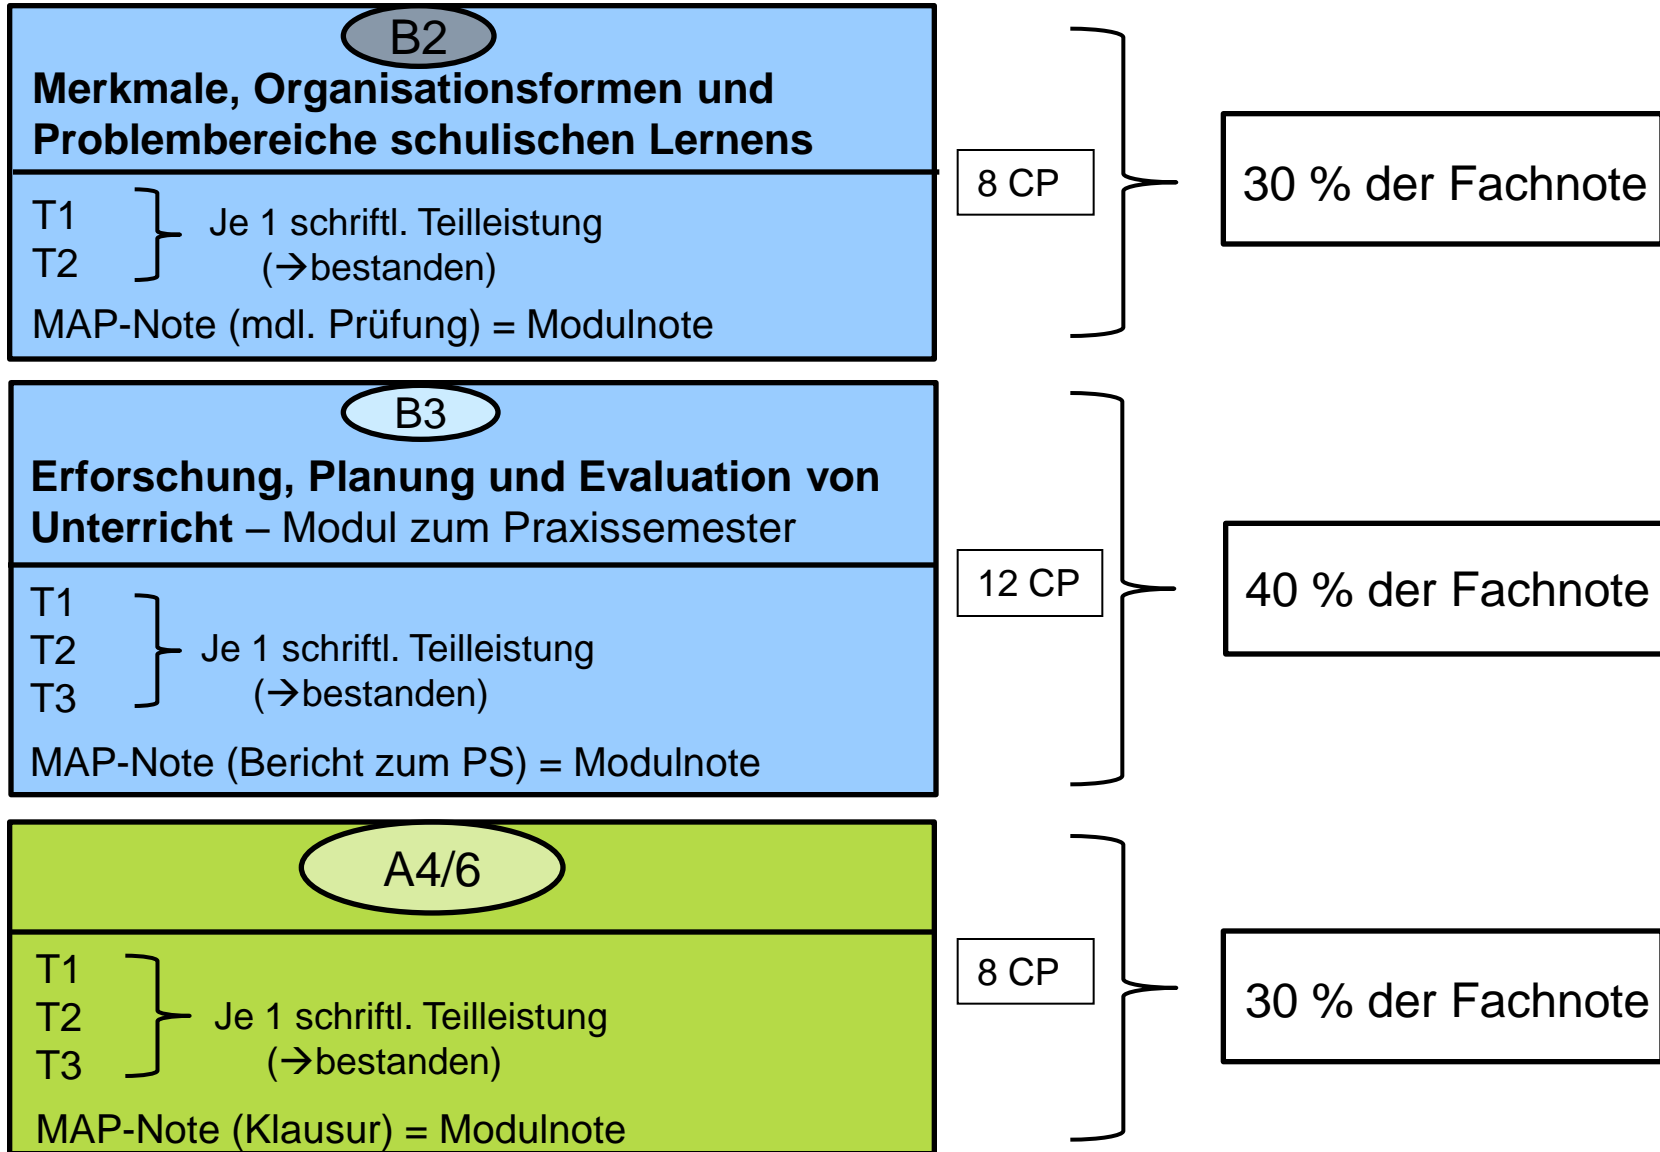 B2
Merkmale, Organisationsformen und
Problembereiche schulischen Lernens
T1
T2
Je 1 schriftl. Teilleistung
(→bestanden)
MAP-Note (mdl. Prüfung) = Modulnote
8 CP
30 % der Fachnote
B3
Erforschung, Planung und Evaluation von
Unterricht – Modul zum Praxissemester
T1
T2
T3
Je 1 schriftl. Teilleistung
(→bestanden)
MAP-Note (Bericht zum PS) = Modulnote
12 CP
40 % der Fachnote
A4/6
T1
T2
T3
Je 1 schriftl. Teilleistung
(→bestanden)
MAP-Note (Klausur) = Modulnote
8 CP
30 % der Fachnote